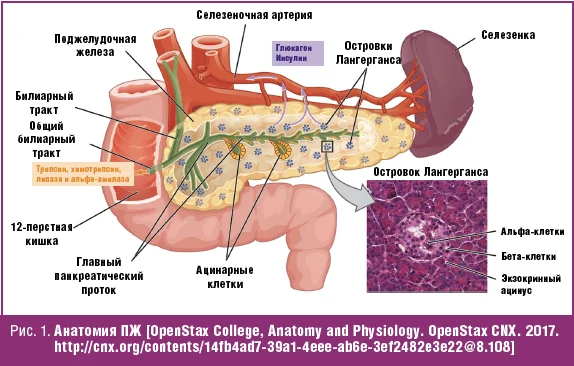 Селезеночная артерия
Поджелудочная
железа
Глюкагон
Инсулин
Островки
Лангерганса
Селезенка
Билиарный
тракт
Общий
билиарный
тракт
Трипсин, химотрипсин,
липаза и альфа-амилаза
12-перстная
кишка
Главный
панкреатический
проток
Ацинарные
клетки
Островок Лангерганса
Альфа-клетки
Бета-клетки
Экзокринный
ацинус
Рис. 1. Анатомия ПЖ [OpenStax College, Anatomy and Physiology. OpenStax CNX. 2017.
http://cnx.org/contents/14fb4ad7-39a1-4eee-ab6e-3ef2482e3e22@8.108]